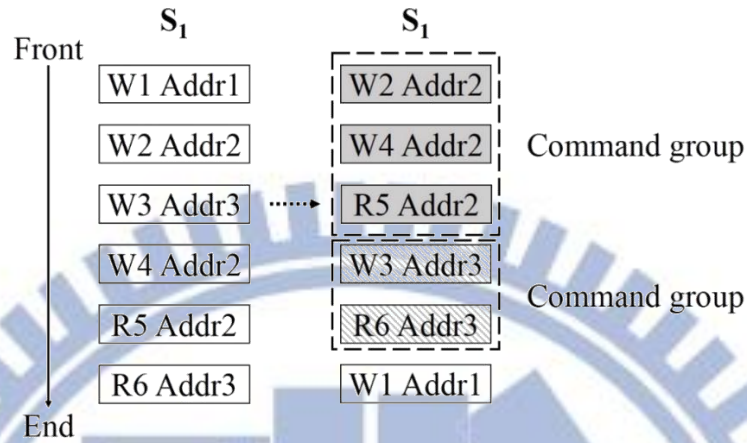 S1 S1
Front
W1 Addr1 W2 Addr2
W2 Addr2 W4 Addr2 Command group
W3 Addr3 R5 Addr2
W4 Addr2 W3 Addr3
R5 Addr2 R6 Addr3 Command group
R6 Addr3 W1 Addr1
End